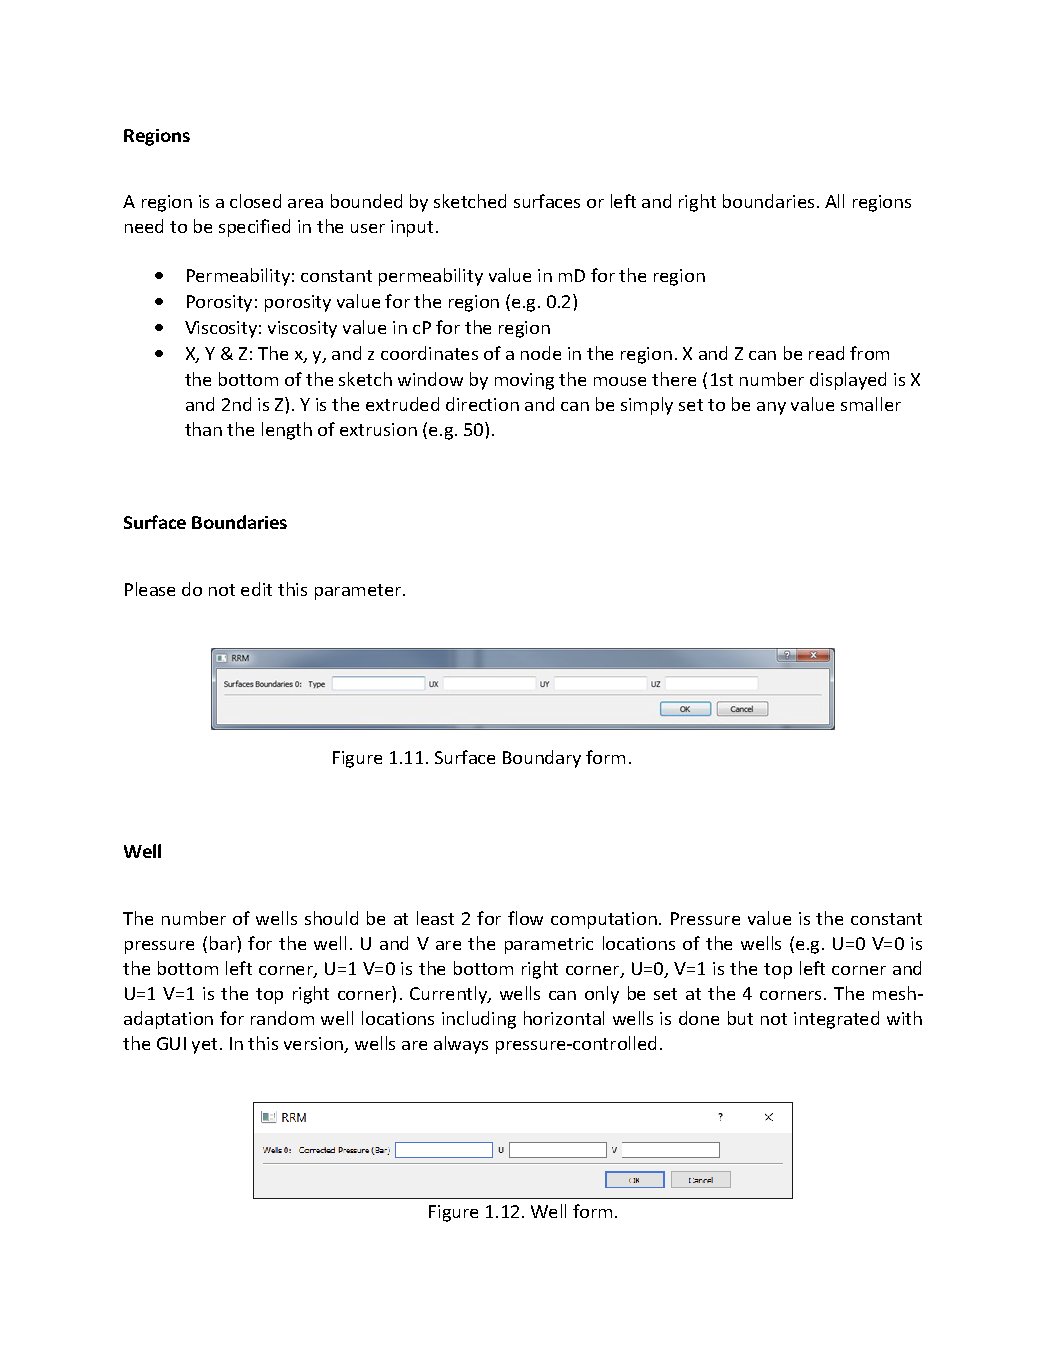 Regions
A region is a closed area bounded by sketched surfaces or left and right boundaries. All regions
need to be specified in the user input.
• Permeability: constant permeability value in mD for the region
• Porosity: porosity value for the region (e.g. 0.2)
• Viscosity: viscosity value in cP for the region
• X, Y & Z: The x, y, and z coordinates of a node in the region. X and Z can be read from
the bottom of the sketch window by moving the mouse there (1st number displayed is X
and 2nd is Z). Y is the extruded direction and can be simply set to be any value smaller
than the length of extrusion (e.g. 50).
Surface Boundaries
Please do not edit this parameter.
RRM ? X
Surfaces Boundaries 0: Type UX UY UZ
OK Cancel
Figure 1.11. Surface Boundary form.
Well
The number of wells should be at least 2 for flow computation. Pressure value is the constant
pressure (bar) for the well. U and V are the parametric locations of the wells (e.g. U=0 V=0 is
the bottom left corner, U=1 V=0 is the bottom right corner, U=0, V=1 is the top left corner and
U=1 V=1 is the top right corner). Currently, wells can only be set at the 4 corners. The mesh-
adaptation for random well locations including horizontal wells is done but not integrated with
the GUI yet. In this version, wells are always pressure-controlled.
RRM ? X
Wells 0: Corrected Pressure (Bar) U V
OK Cancel
Figure 1.12. Well form.